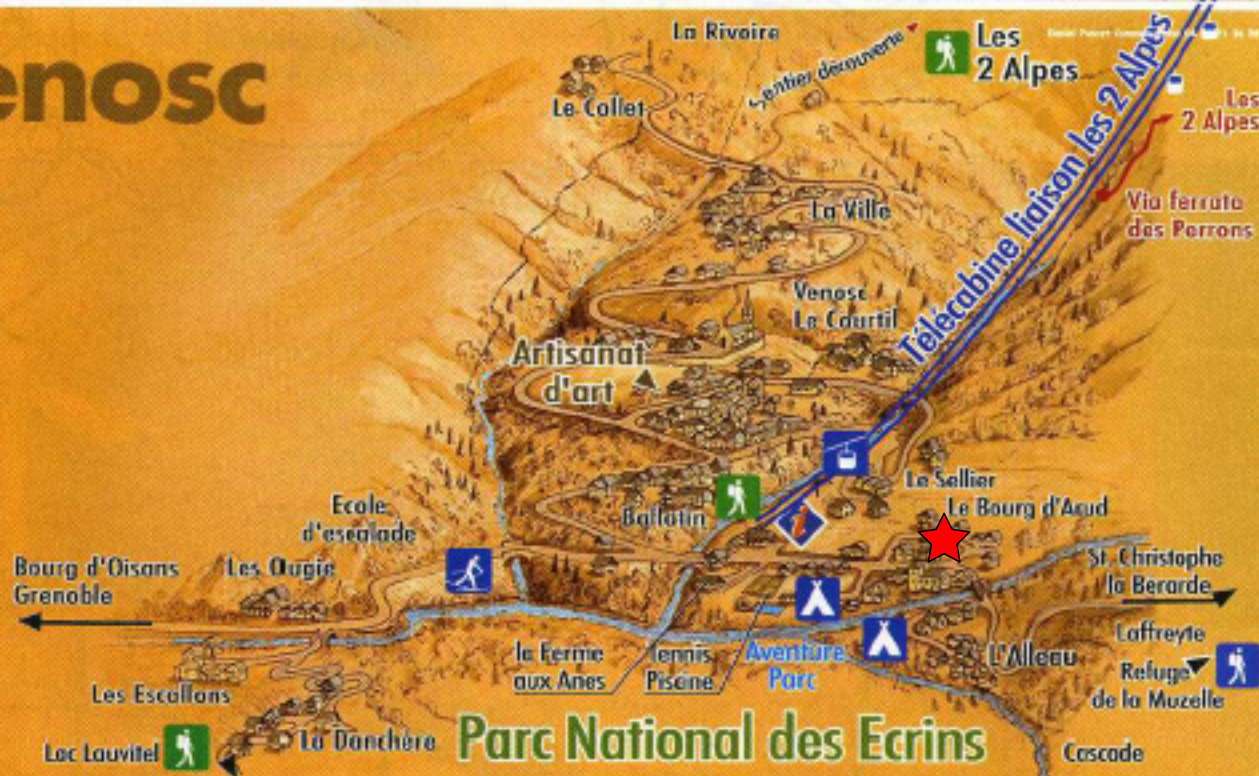 enosc
La Rivoire
Sentier découverte
Les
2 Alpes
Le Collet
Télécabine liaison les 2 Alpes
Les
2 Alpes
La Ville
Via ferrata
des Perrons
Venosc
Le Courtil
Artisanat
d'art
Le Sellier
Le Bourg d'Arud
Ballatin
i
Ecole
d'escalade
Bourg d'Oisans
Grenoble
Les Ougie
St. Christophe
la Berarde
la Ferme
aux Anes
Tennis
Piscine
Aventure
Parc
L'Alleau
Laffreyte
Refuge
de la Muzelle
Les Escallons
La Danchère
Lac Lauvitel
Parc National des Ecrins
Cascade